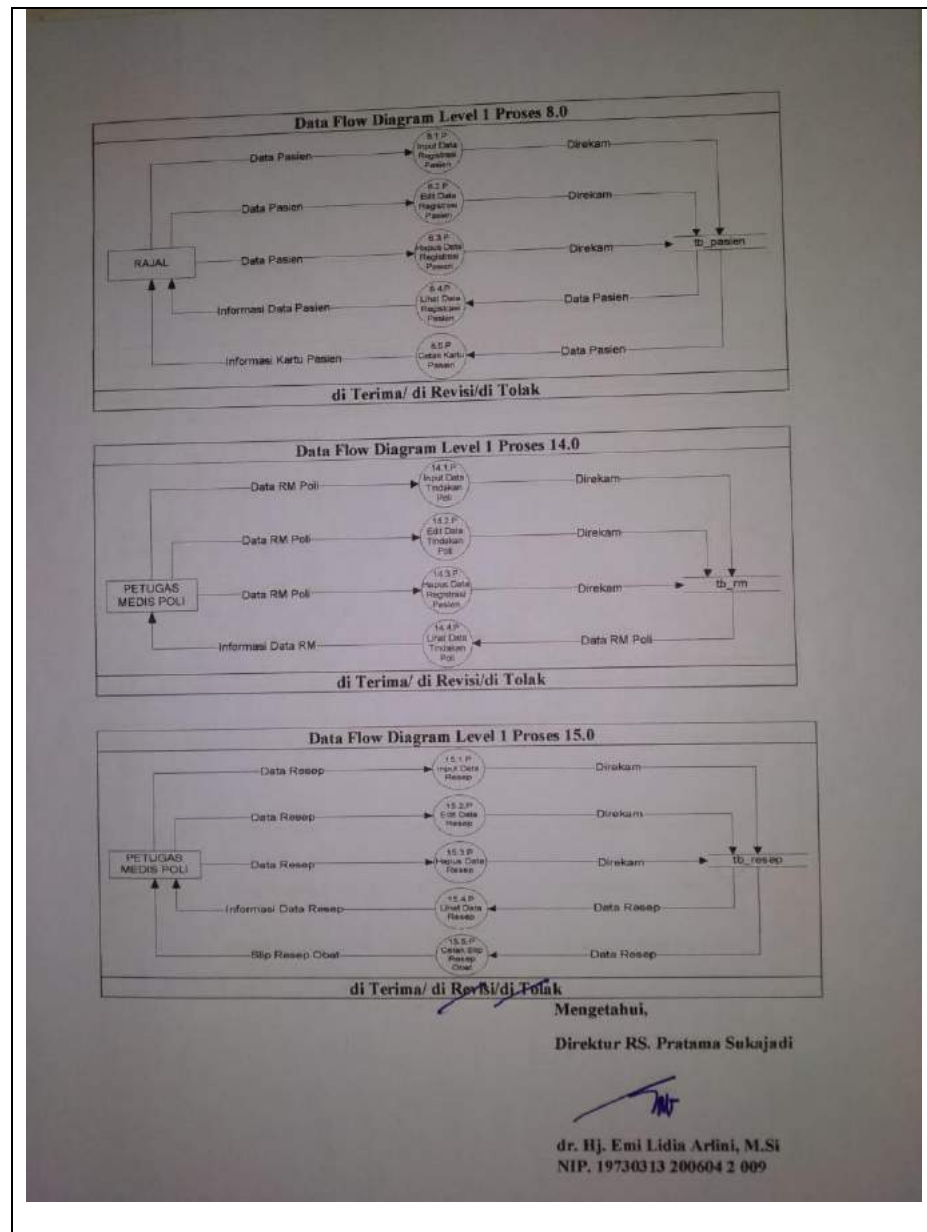 Data Flow Diagram Level 1 Proses 8.0
8.1.P
Input Data
Registrasi
Pasien
Data Pasien
Direkam
8.2.P
Edit Data
Registrasi
Pasien
Data Pasien
Direkam
8.3.P
Hapus Data
Registrasi
Pasien
Data Pasien
Direkam
RAJAL
tb_pasien
8.4.P
Lihat Data
Registrasi
Pasien
Informasi Data Pasien
Data Pasien
8.5.P
Cetak Kartu
Pasien
Informasi Kartu Pasien
Data Pasien
di Terima/ di Revisi/di Tolak
Data Flow Diagram Level 1 Proses 14.0
14.1.P
Input Data
Tindakan
Poli
Data RM Poli
Direkam
14.2.P
Edit Data
Tindakan
Poli
Data RM Poli
Direkam
14.3.P
Hapus Data
Registrasi
Pasien
Data RM Poli
Direkam
PETUGAS
MEDIS POLI
tb_rm
14.4.P
Lihat Data
Tindakan
Poli
Informasi Data RM
Data RM Poli
di Terima/ di Revisi/di Tolak
Data Flow Diagram Level 1 Proses 15.0
15.1.P
Input Data
Resep
Data Resep
Direkam
15.2.P
Edit Data
Resep
Data Resep
Direkam
15.3.P
Hapus Data
Resep
Data Resep
Direkam
PETUGAS
MEDIS POLI
tb_resep
15.4.P
Lihat Data
Resep
Informasi Data Resep
Data Resep
15.5.P
Cetak Slip
Resep
Obat
Slip Resep Obat
Data Resep
di Terima/ di Revisi/di Tolak
Mengetahui,
Direktur RS. Pratama Sukajadi
dr. Hj. Emi Lidia Arlini, M.Si
NIP. 19730313 200604 2 009